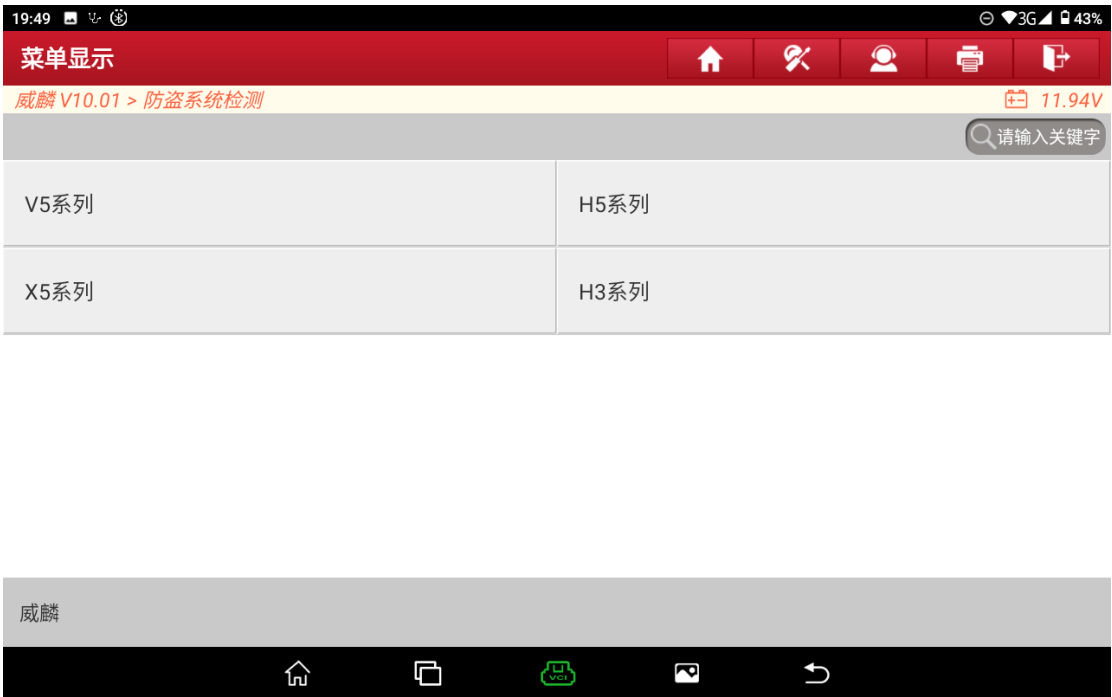 19:49 3G 43%
菜单显示
威麟 V10.01 > 防盗系统检测 11.94V
请输入关键字
V5系列 H5系列
X5系列 H3系列
威麟
VCI